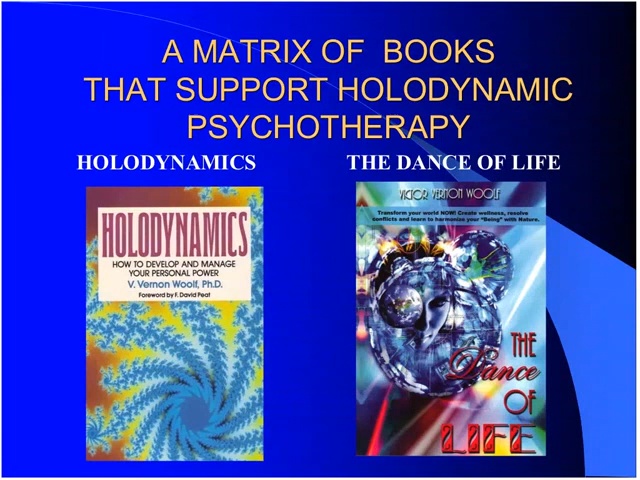 A MATRIX OF BOOKS
THAT SUPPORT HOLODYNAMIC
PSYCHOTHERAPY
HOLODYNAMICS
THE DANCE OF LIFE
HOLODYNAMICS
HOW TO DEVELOP AND MANAGE
YOUR PERSONAL POWER
V. Vernon Woolf, Ph.D.
Foreword by F. David Peat
VICTOR VERNON WOOLF
Transform your world NOW! Create wellness, resolve
conflicts and learn to harmonize your "Being" with Nature.
THE
Dance
OF
LIFE